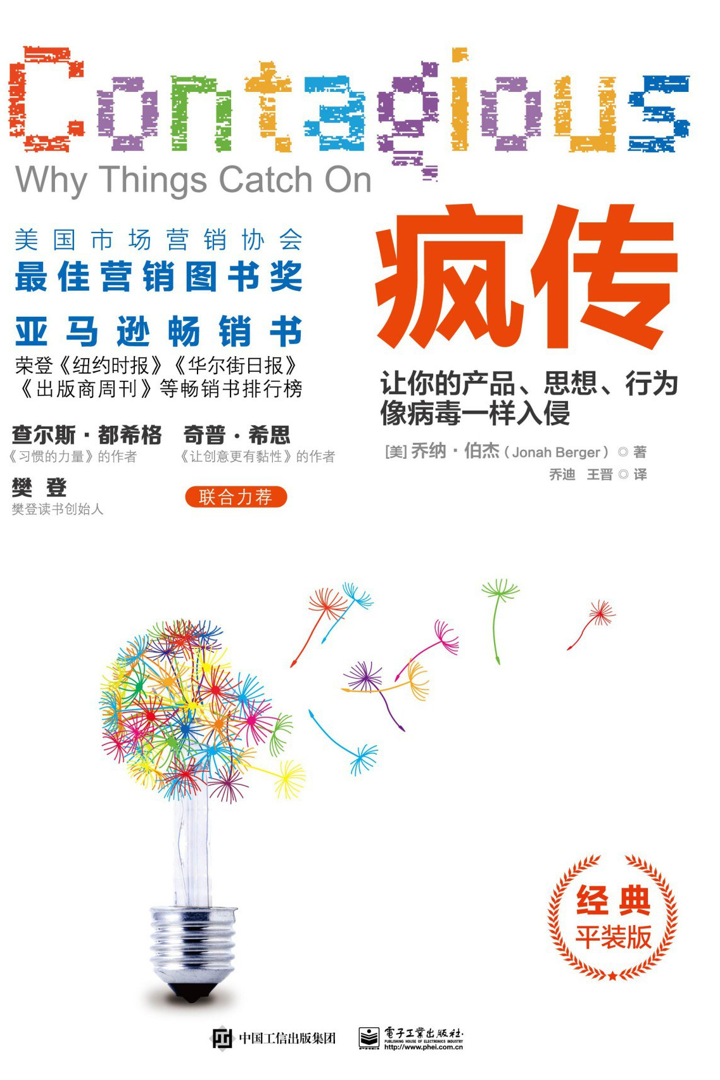 Contagious
Why Things Catch On
疯传
让你的产品、思想、行为
像病毒一样入侵
[美] 乔纳·伯杰（Jonah Berger）◎ 著
乔迪 王晋 ◎ 译
美国市场营销协会
最佳营销图书奖
亚马逊畅销书
荣登《纽约时报》《华尔街日报》
《出版商周刊》等畅销书排行榜
查尔斯·都希格 奇普·希思
《习惯的力量》的作者 《让创意更有黏性》的作者
樊登
樊登读书创始人
联合力荐
经典
平装版
中国工信出版集团
电子工业出版社·
PUBLISHING HOUSE OF ELECTRONICS INDUSTRY
http://www.phei.com.cn